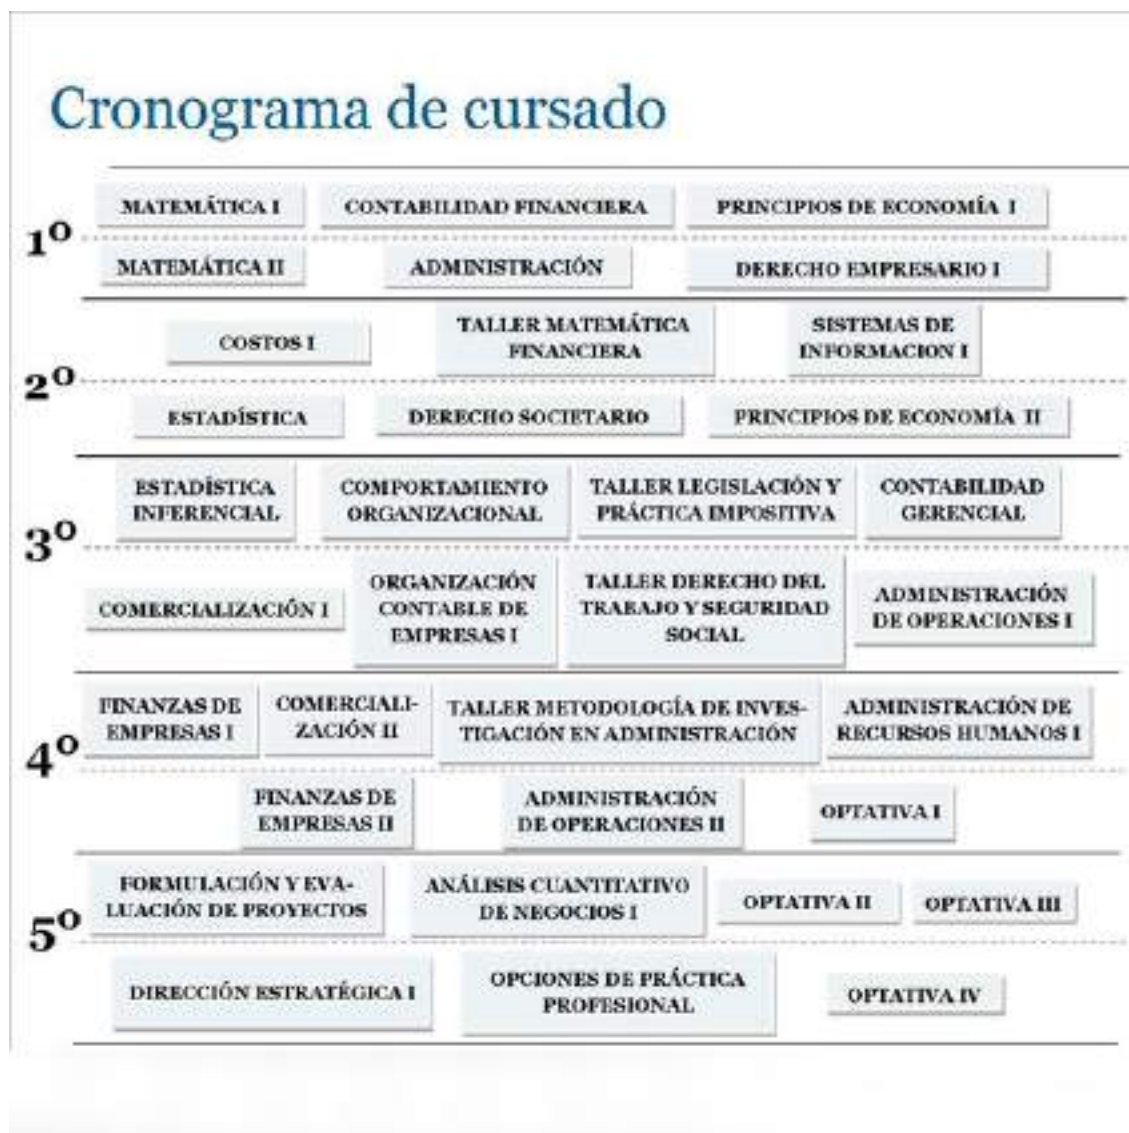 Cronograma de cursado
MATEMÁTICA I
CONTABILIDAD FINANCIERA
PRINCIPIOS DE ECONOMÍA I
1º
MATEMÁTICA II
ADMINISTRACIÓN
DERECHO EMPRESARIO I
COSTOS I
TALLER MATEMÁTICA
FINANCIERA
SISTEMAS DE
INFORMACION I
2º
ESTADÍSTICA
DERECHO SOCIETARIO
PRINCIPIOS DE ECONOMÍA II
ESTADÍSTICA
INFERENCIAL
COMPORTAMIENTO
ORGANIZACIONAL
TALLER LEGISLACIÓN Y
PRÁCTICA IMPOSITIVA
CONTABILIDAD
GERENCIAL
3º
COMERCIALIZACIÓN I
ORGANIZACIÓN
CONTABLE DE
EMPRESAS I
TALLER DERECHO DEL
TRABAJO Y SEGURIDAD
SOCIAL
ADMINISTRACIÓN
DE OPERACIONES I
FINANZAS DE
EMPRESAS I
COMERCIALI-
ZACIÓN II
TALLER METODOLOGÍA DE INVES-
TIGACIÓN EN ADMINISTRACIÓN
ADMINISTRACIÓN DE
RECURSOS HUMANOS I
4º
FINANZAS DE
EMPRESAS II
ADMINISTRACIÓN
DE OPERACIONES II
OPTATIVA I
FORMULACIÓN Y EVA-
LUACIÓN DE PROYECTOS
ANÁLISIS CUANTITATIVO
DE NEGOCIOS I
OPTATIVA II
OPTATIVA III
5º
DIRECCIÓN ESTRATÉGICA I
OPCIONES DE PRÁCTICA
PROFESIONAL
OPTATIVA IV